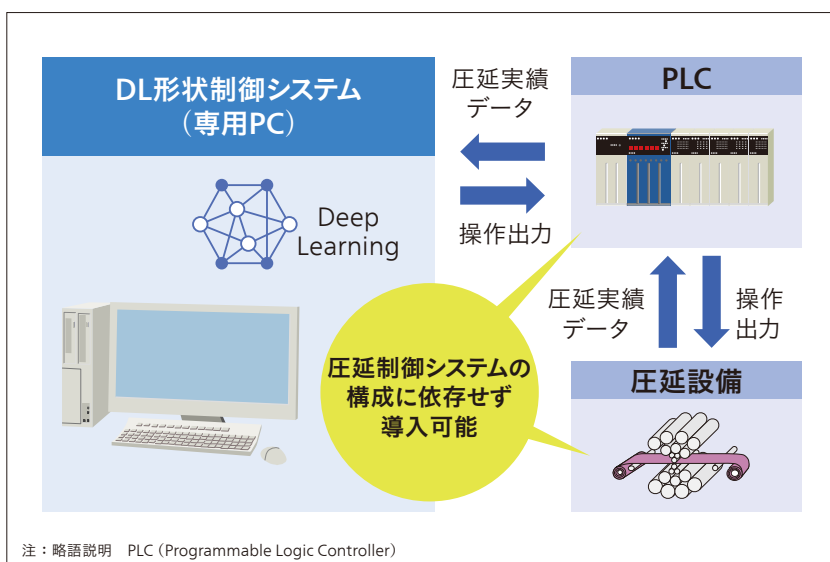 DL形状制御システム
（専用PC）
Deep
Learning
圧延実績
データ
操作出力
PLC
圧延実績
データ
操作
出力
圧延制御システムの
構成に依存せず
導入可能
圧延設備
注：略語説明 PLC（Programmable Logic Controller）